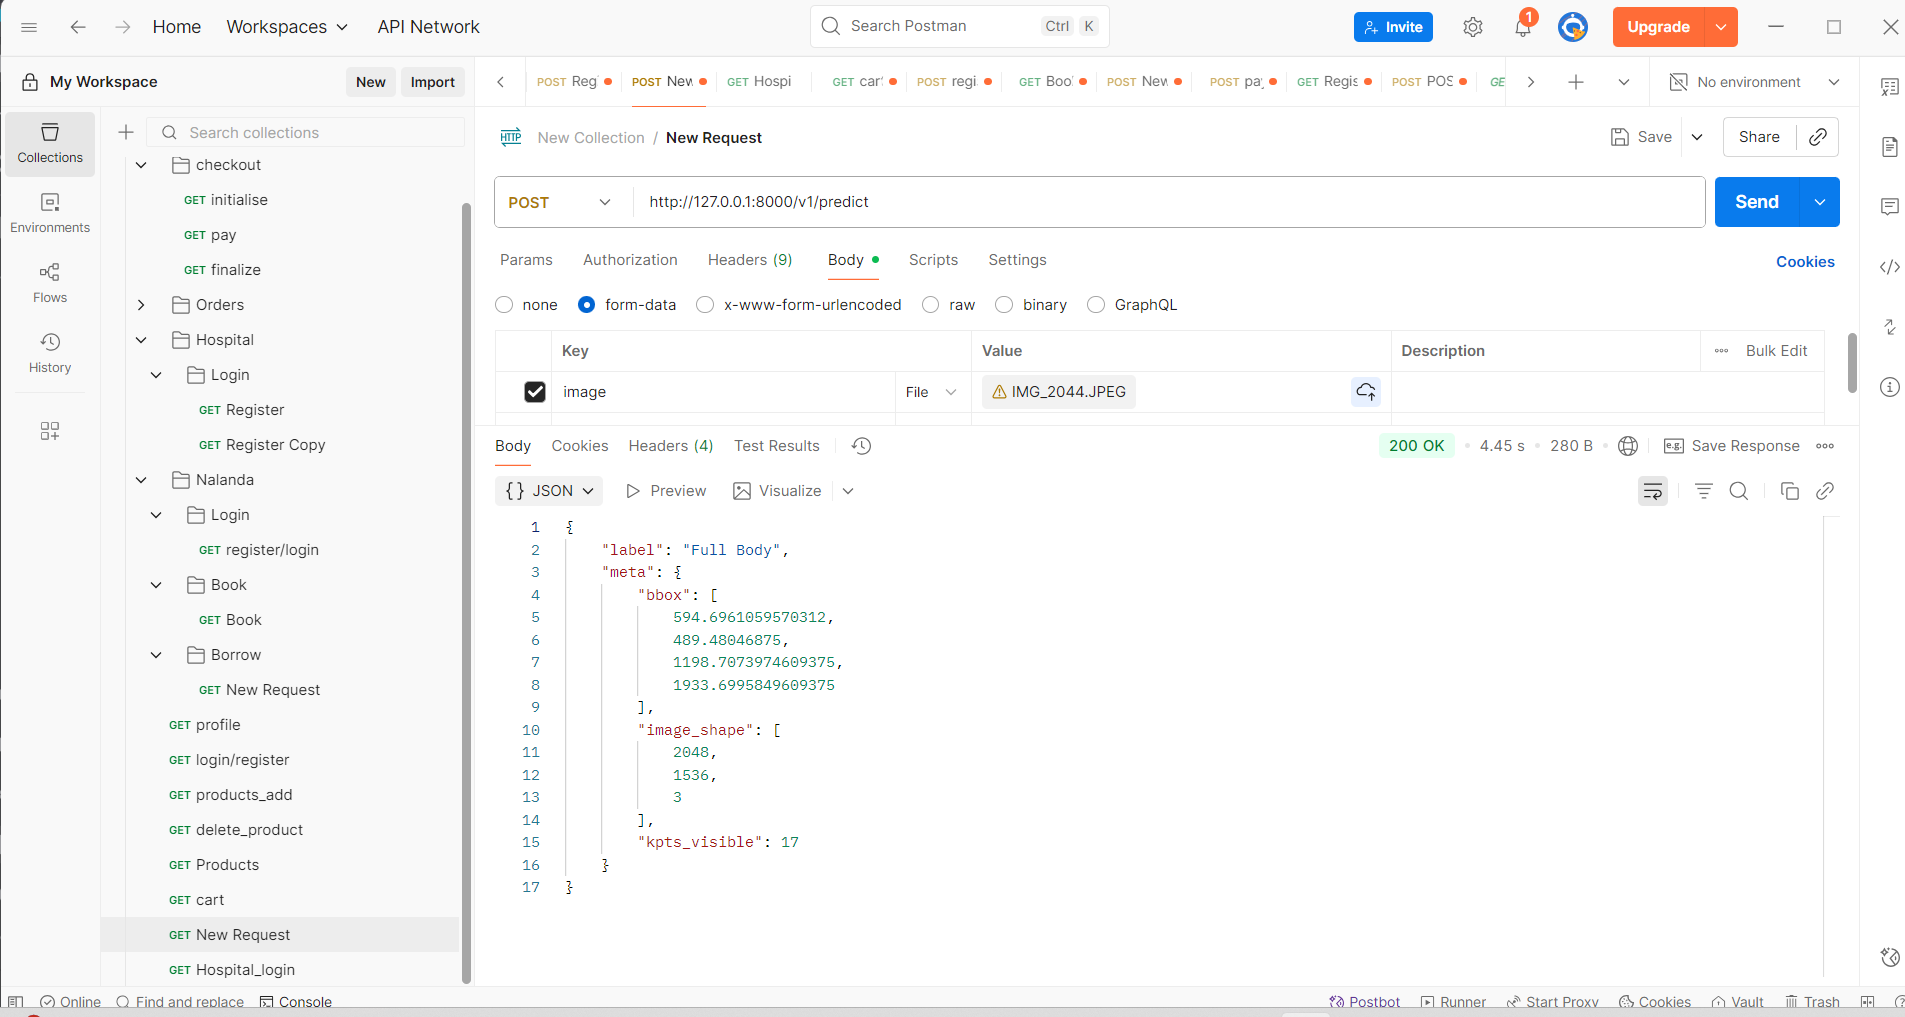 Home Workspaces API Network Search Postman Ctrl K Invite 1 Upgrade
My Workspace New Import
POST Reg POST New GET Hospi GET car POST regi GET Boo POST New POST pay GET Regis POST POS GE No environment
Collections
Environments
Flows
History
Search collections
checkout
GET initialise
GET pay
GET finalize
Orders
Hospital
Login
GET Register
GET Register Copy
Nalanda
Login
GET register/login
Book
GET Book
Borrow
GET New Request
GET profile
GET login/register
GET products_add
GET delete_product
GET Products
GET cart
GET New Request
GET Hospital_login
HTTP New Collection / New Request Save Share
POST http://127.0.0.1:8000/v1/predict Send
Params Authorization Headers (9) Body Scripts Settings Cookies
none form-data x-www-form-urlencoded raw binary GraphQL
Key Value Description Bulk Edit
image File IMG_2044.JPEG
Body Cookies Headers (4) Test Results 200 OK 4.45 s 280 B e.g. Save Response
{} JSON Preview Visualize
1 {
2 "label": "Full Body",
3 "meta": {
4 "bbox": [
5 594.6961059570312,
6 489.48046875,
7 1198.7073974609375,
8 1933.6995849609375
9 ],
10 "image_shape": [
11 2048,
12 1536,
13 3
14 ],
15 "kpts_visible": 17
16 }
17 }
Online Find and replace Console Postbot Runner Start Proxy Cookies Vault Trash